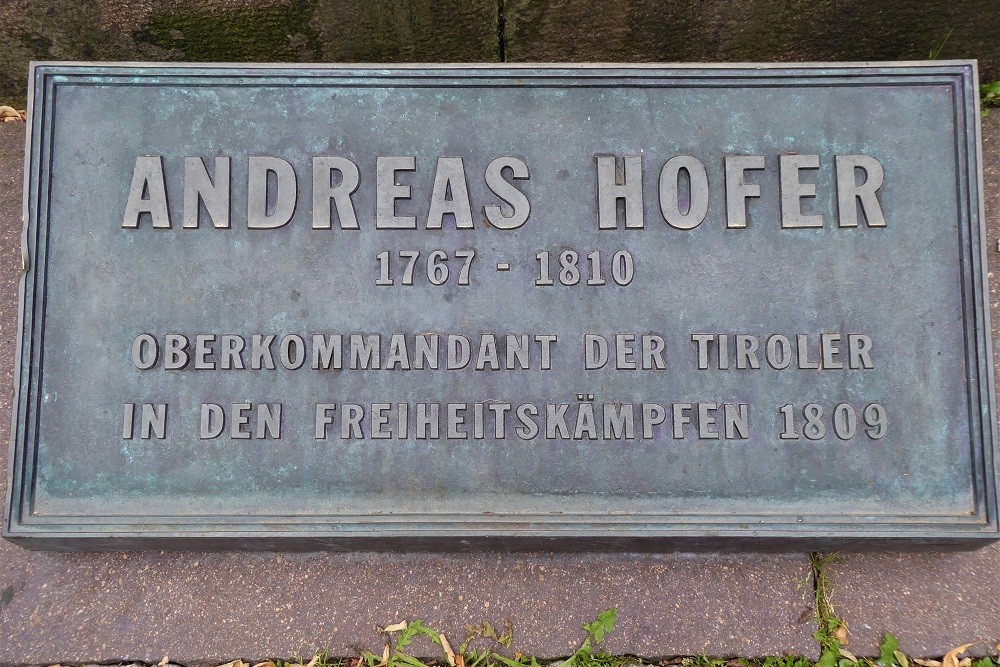 ANDREAS HOFER
1767 - 1810
OBERKOMMANDANT DER TIROLER
IN DEN FREIHEITSKÄMPFEN 1809